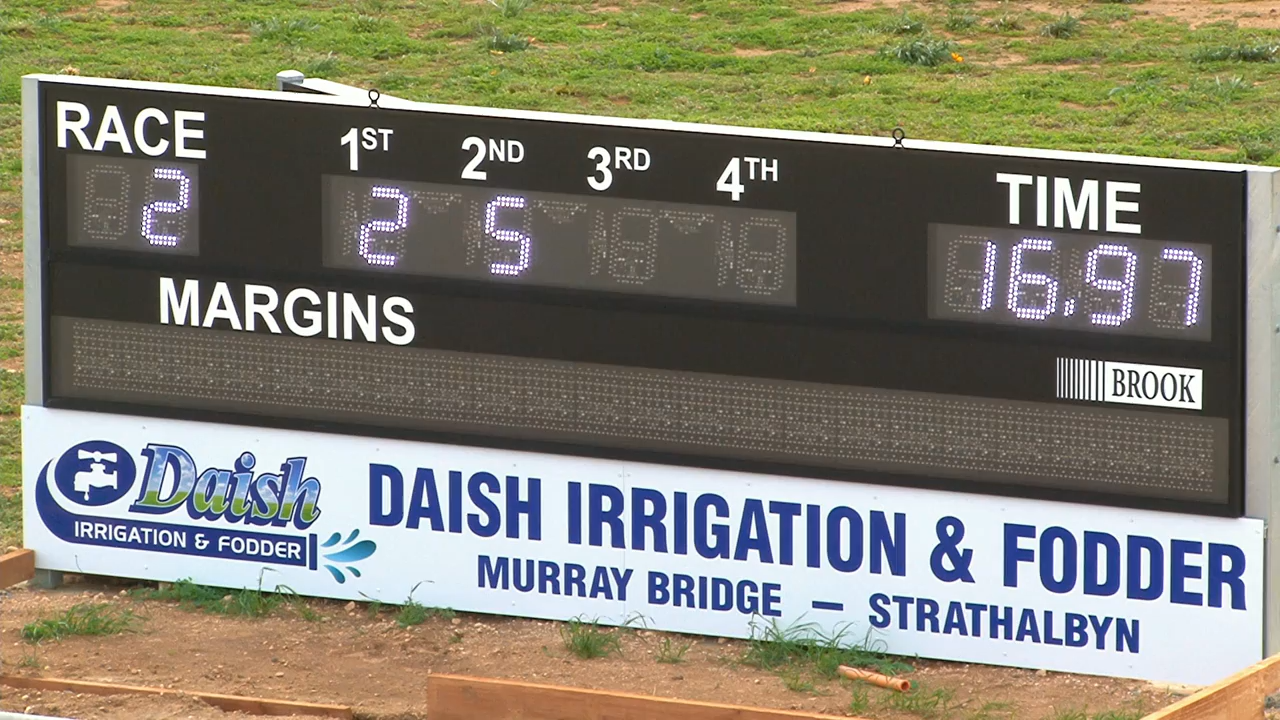 RACE 1ST 2ND 3RD 4TH TIME
2 2 5 16.97
MARGINS
BROOK
Daish
IRRIGATION & FODDER
DAISH IRRIGATION & FODDER
MURRAY BRIDGE – STRATHALBYN